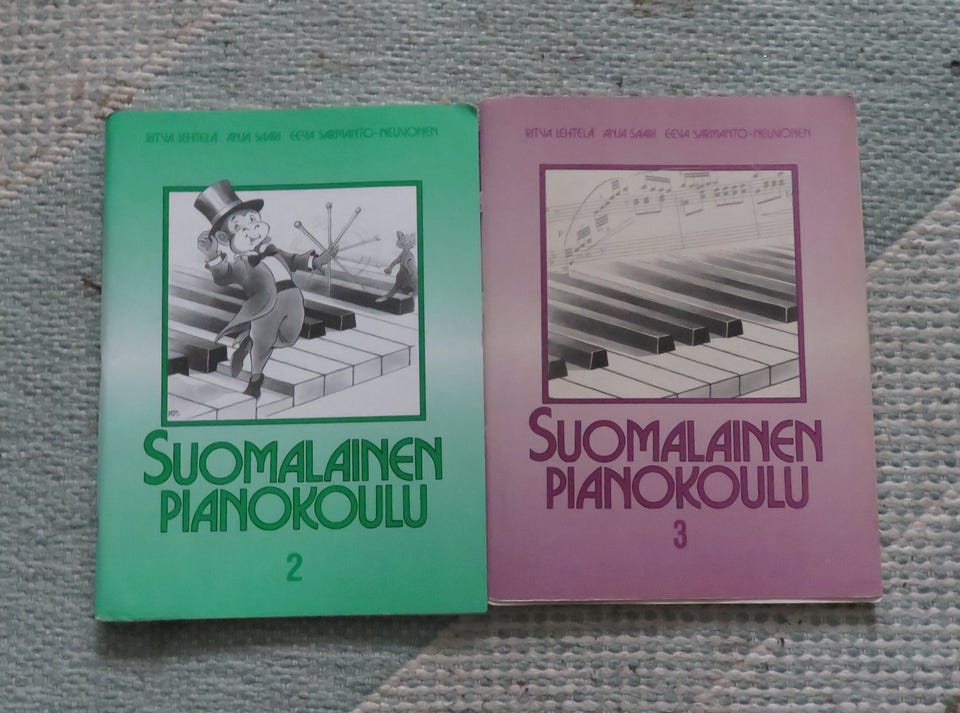 RITVA LEHTELÄ ANJA SAARI EEVA SARMANTO-NEUVONEN
SUOMALAINEN
PIANOKOULU
2
RITVA LEHTELÄ ANJA SAARI EEVA SARMANTO-NEUVONEN
SUOMALAINEN
PIANOKOULU
3